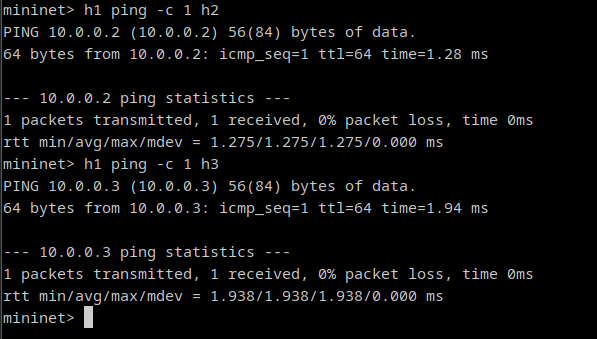 mininet> h1 ping -c 1 h2
PING 10.0.0.2 (10.0.0.2) 56(84) bytes of data.
64 bytes from 10.0.0.2: icmp_seq=1 ttl=64 time=1.28 ms
--- 10.0.0.2 ping statistics ---
1 packets transmitted, 1 received, 0% packet loss, time 0ms
rtt min/avg/max/mdev = 1.275/1.275/1.275/0.000 ms
mininet> h1 ping -c 1 h3
PING 10.0.0.3 (10.0.0.3) 56(84) bytes of data.
64 bytes from 10.0.0.3: icmp_seq=1 ttl=64 time=1.94 ms
--- 10.0.0.3 ping statistics ---
1 packets transmitted, 1 received, 0% packet loss, time 0ms
rtt min/avg/max/mdev = 1.938/1.938/1.938/0.000 ms
mininet>